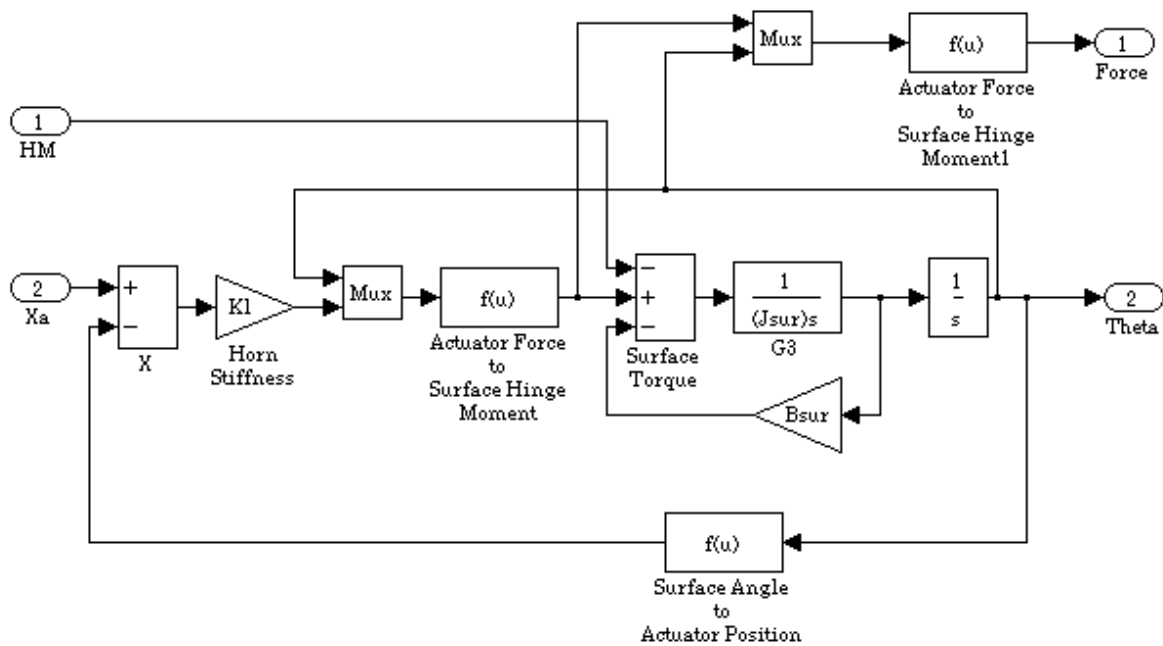 Mux
f(u)
1
Force
Actuator Force
to
Surface Hinge
Moment1
1
HM
2
Xa
+
−
X
K1
Horn
Stiffness
Mux
f(u)
Actuator Force
to
Surface Hinge
Moment
−
+
−
Surface
Torque
1
(Jsur)s
G3
1
s
2
Theta
Bsur
f(u)
Surface Angle
to
Actuator Position